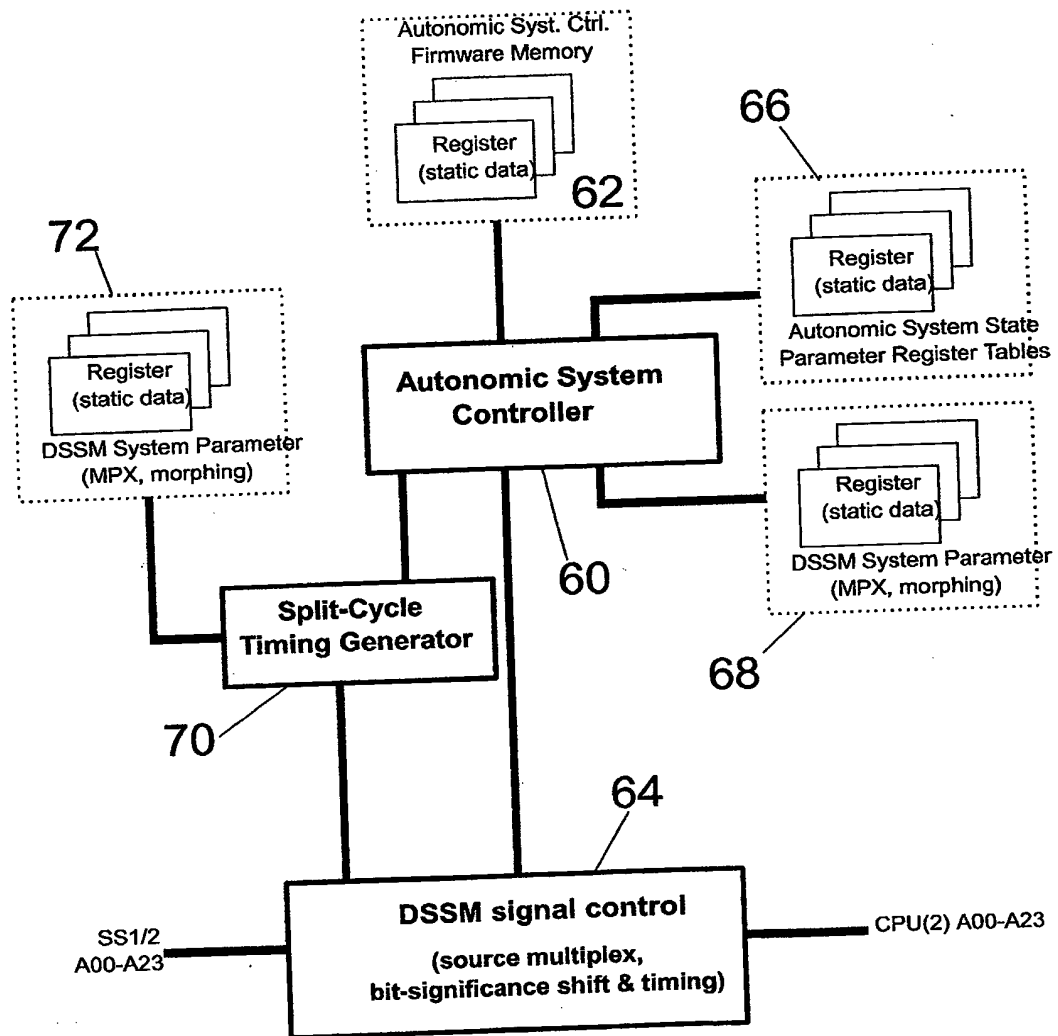 Autonomic Syst. Ctrl.
Firmware Memory
Register
(static data)
62
66
Register
(static data)
Autonomic System State
Parameter Register Tables
72
Register
(static data)
DSSM System Parameter
(MPX, morphing)
Autonomic System
Controller
60
Register
(static data)
DSSM System Parameter
(MPX, morphing)
68
Split-Cycle
Timing Generator
70
64
DSSM signal control
(source multiplex,
bit-significance shift & timing)
SS1/2
A00-A23
CPU(2) A00-A23